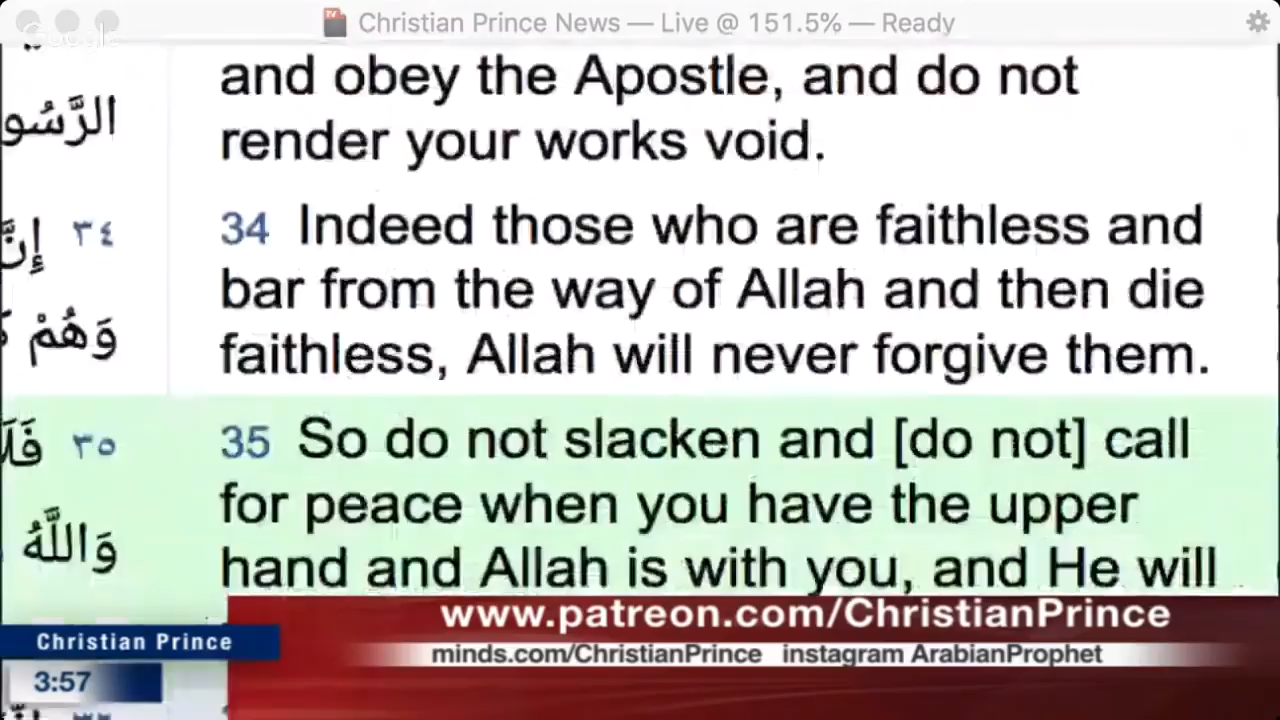 Christian Prince News — Live @ 151.5% — Ready
Google
and obey the Apostle, and do not
render your works void.
34 Indeed those who are faithless and
bar from the way of Allah and then die
faithless, Allah will never forgive them.
35 So do not slacken and [do not] call
for peace when you have the upper
hand and Allah is with you, and He will
الرَّسُو
٣٤ إِنَّ
وَهُمْ
٣٥ فَلَا
وَاللَّهُ
www.patreon.com/ChristianPrince
Christian Prince
minds.com/ChristianPrince instagram ArabianProphet
3:57